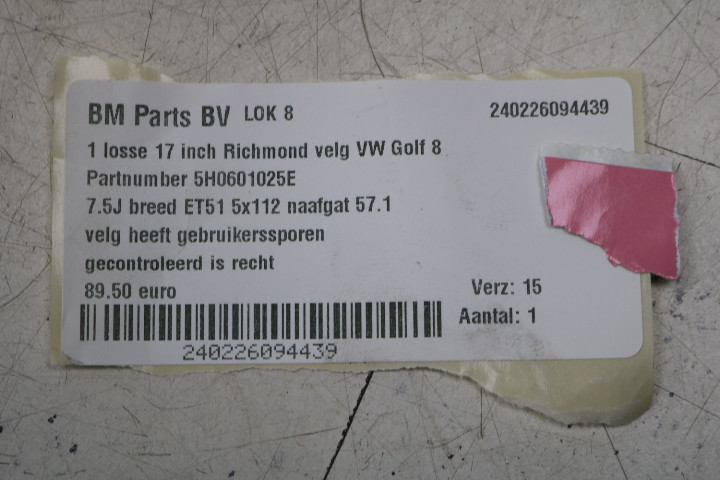 BM Parts BV LOK 8 240226094439
1 losse 17 inch Richmond velg VW Golf 8
Partnumber 5H0601025E
7.5J breed ET51 5x112 naafgat 57.1
velg heeft gebruikerssporen
gecontroleerd is recht
89.50 euro Verz: 15
Aantal: 1
240226094439